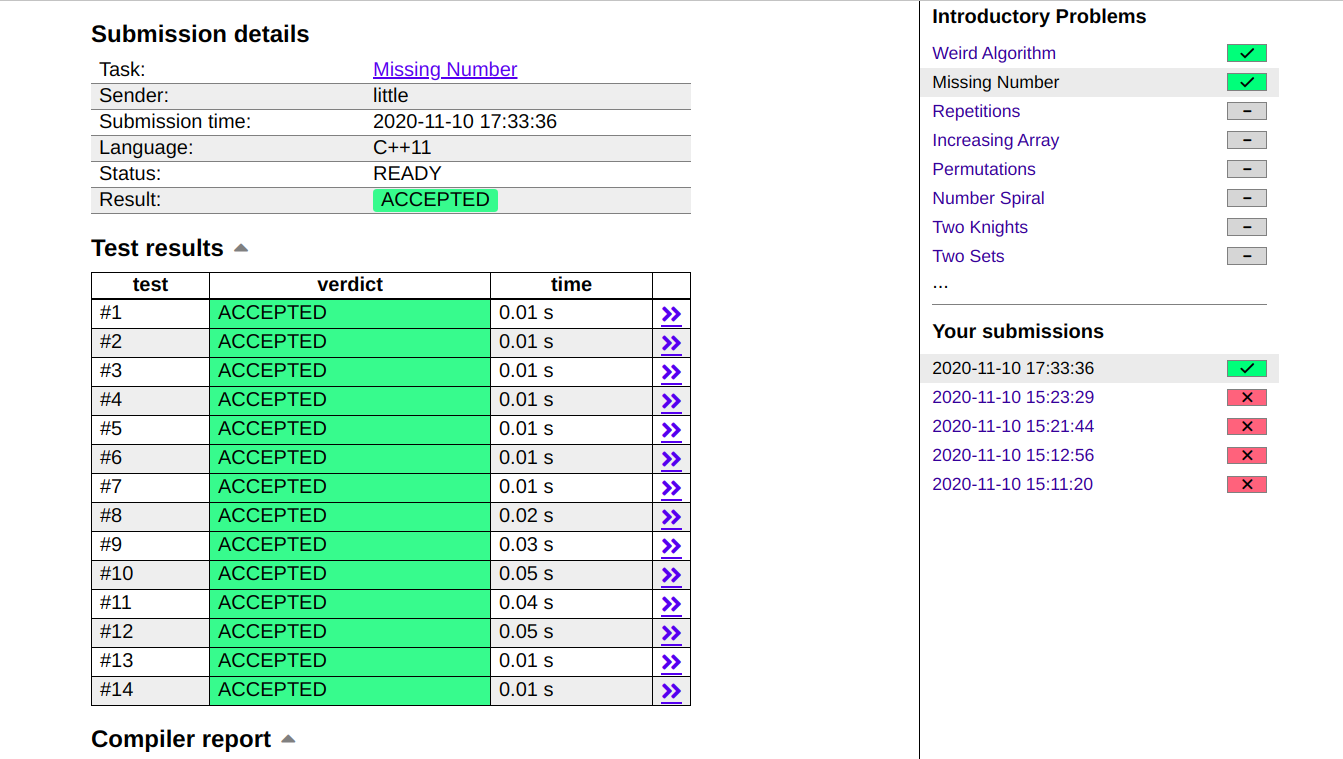 Submission details
Task: Missing Number
Sender: little
Submission time: 2020-11-10 17:33:36
Language: C++11
Status: READY
Result: ACCEPTED
Test results
test verdict time
#1 ACCEPTED 0.01 s
#2 ACCEPTED 0.01 s
#3 ACCEPTED 0.01 s
#4 ACCEPTED 0.01 s
#5 ACCEPTED 0.01 s
#6 ACCEPTED 0.01 s
#7 ACCEPTED 0.01 s
#8 ACCEPTED 0.02 s
#9 ACCEPTED 0.03 s
#10 ACCEPTED 0.05 s
#11 ACCEPTED 0.04 s
#12 ACCEPTED 0.05 s
#13 ACCEPTED 0.01 s
#14 ACCEPTED 0.01 s
Compiler report
Introductory Problems
Weird Algorithm
Missing Number
Repetitions
Increasing Array
Permutations
Number Spiral
Two Knights
Two Sets
...
Your submissions
2020-11-10 17:33:36
2020-11-10 15:23:29
2020-11-10 15:21:44
2020-11-10 15:12:56
2020-11-10 15:11:20